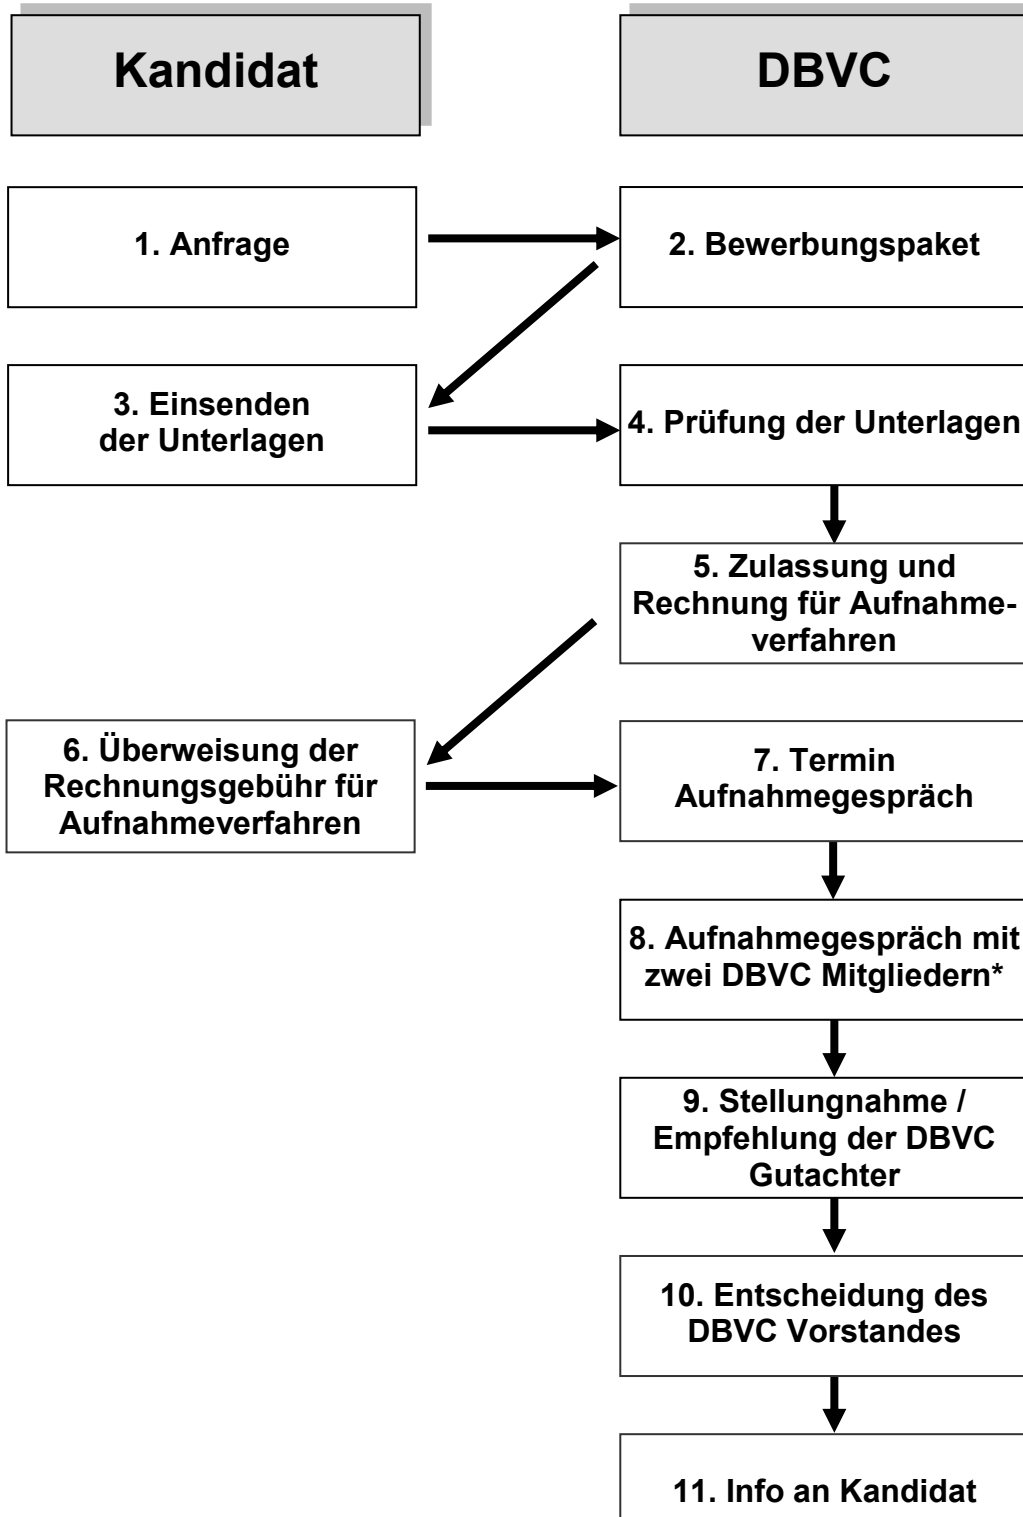 Kandidat
DBVC
1. Anfrage
2. Bewerbungspaket
3. Einsenden
der Unterlagen
4. Prüfung der Unterlagen
5. Zulassung und
Rechnung für Aufnahme-
verfahren
6. Überweisung der
Rechnungsgebühr für
Aufnahmeverfahren
7. Termin
Aufnahmegespräch
8. Aufnahmegespräch mit
zwei DBVC Mitgliedern*
9. Stellungnahme /
Empfehlung der DBVC
Gutachter
10. Entscheidung des
DBVC Vorstandes
11. Info an Kandidat